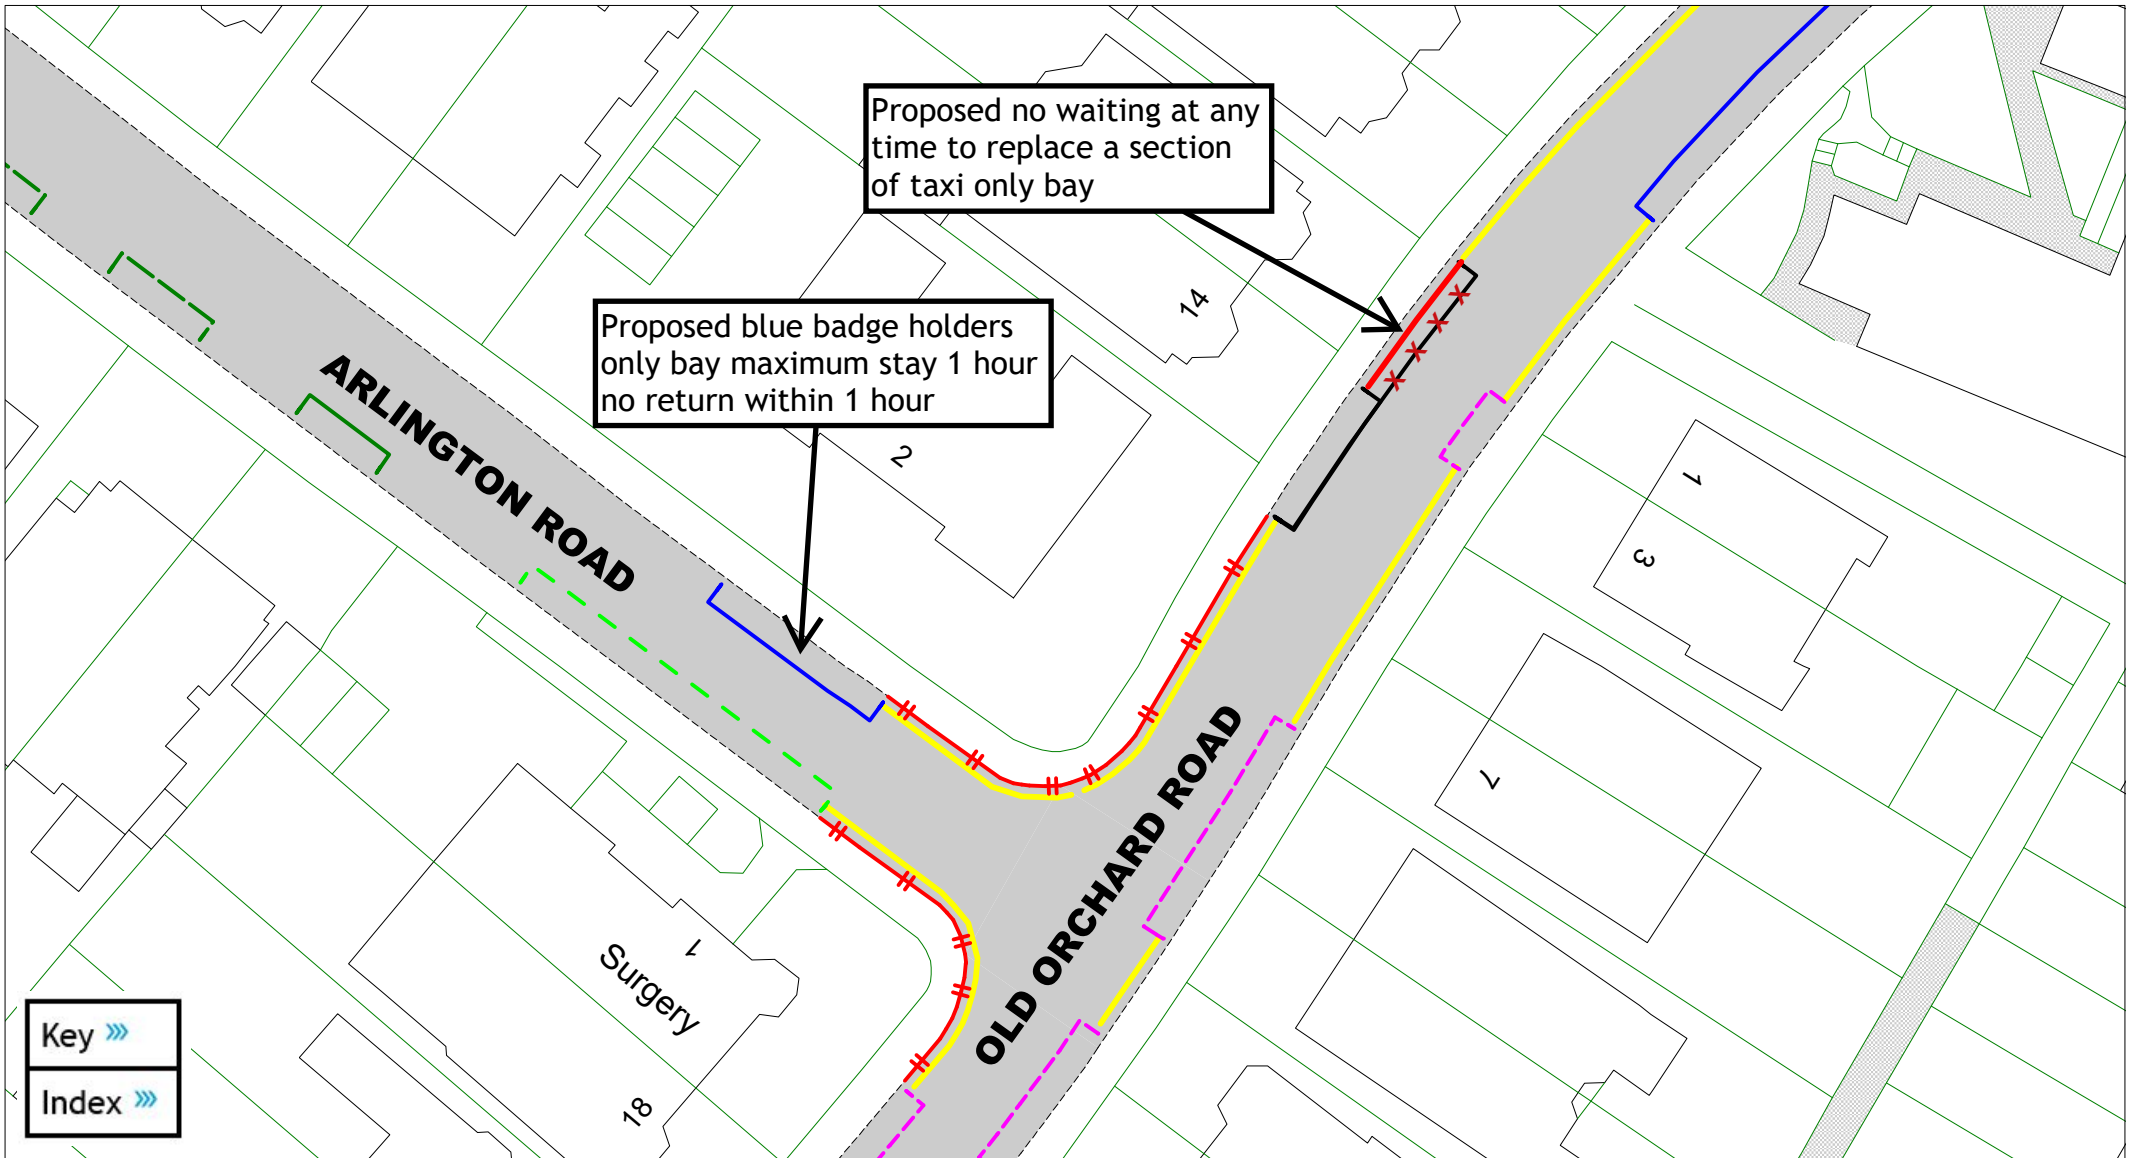 Proposed no waiting at any
time to replace a section
of taxi only bay
14
Proposed blue badge holders
only bay maximum stay 1 hour
no return within 1 hour
2
ARLINGTON ROAD
1
3
7
OLD ORCHARD ROAD
1
Surgery
18
Key
Index